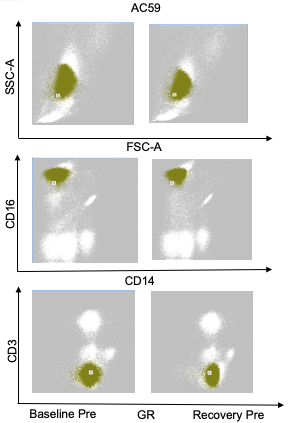 AC59
SSC-A
FSC-A
CD16
CD14
CD3
Baseline Pre GR Recovery Pre